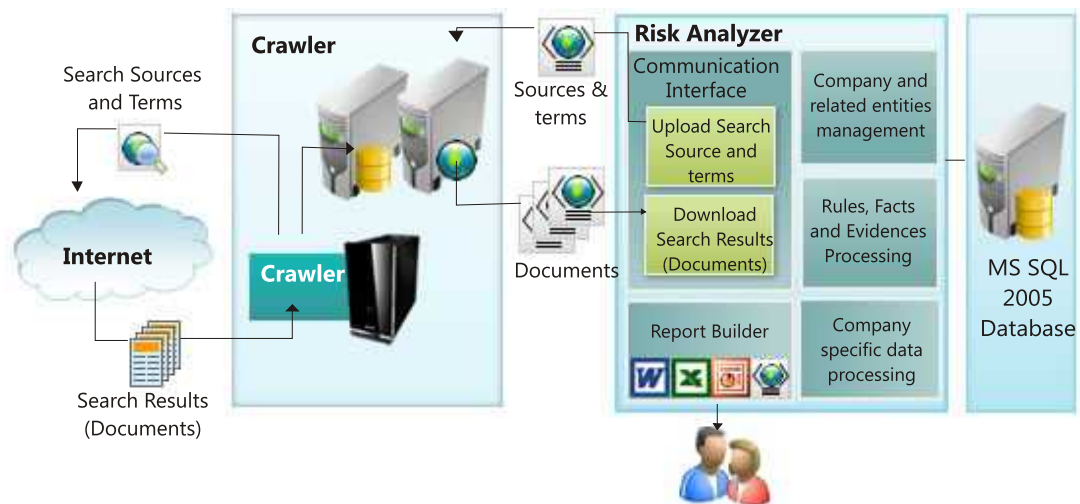 Search Sources
and Terms
Internet
Search Results
(Documents)
Crawler
Crawler
Sources &
terms
Documents
Risk Analyzer
Communication
Interface
Upload Search
Source and
terms
Download
Search Results
(Documents)
Report Builder
W
X
Company and
related entities
management
Rules, Facts
and Evidences
Processing
Company
specific data
processing
MS SQL
2005
Database